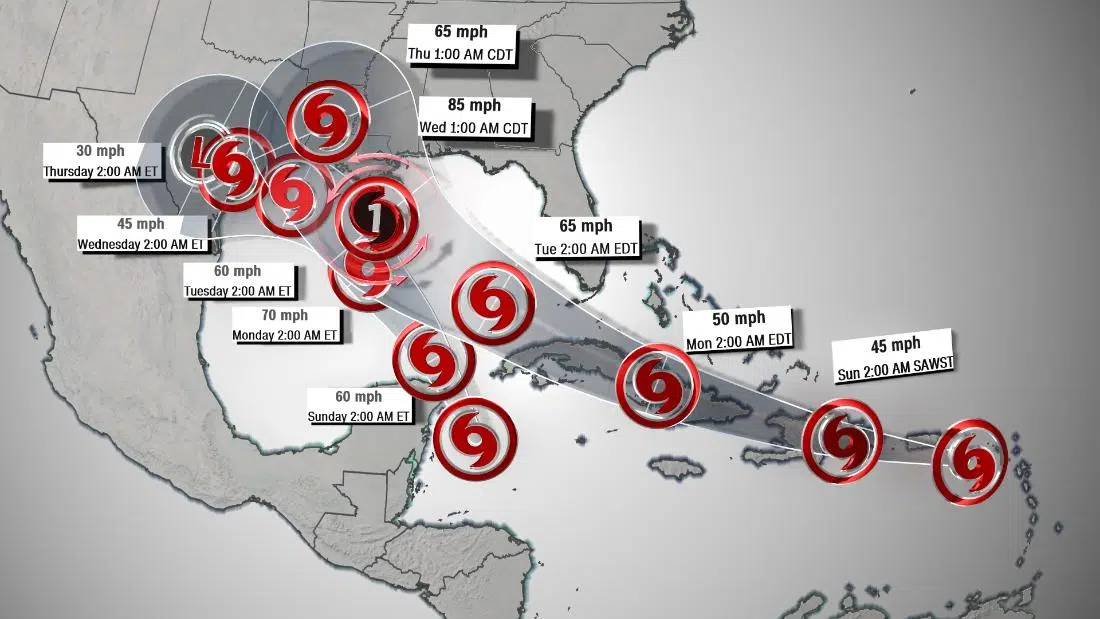 65 mph
Thu 1:00 AM CDT
85 mph
Wed 1:00 AM CDT
30 mph
Thursday 2:00 AM ET
L
45 mph
Wednesday 2:00 AM ET
1
65 mph
Tue 2:00 AM EDT
60 mph
Tuesday 2:00 AM ET
70 mph
Monday 2:00 AM ET
50 mph
Mon 2:00 AM EDT
45 mph
Sun 2:00 AM SAWST
60 mph
Sunday 2:00 AM ET